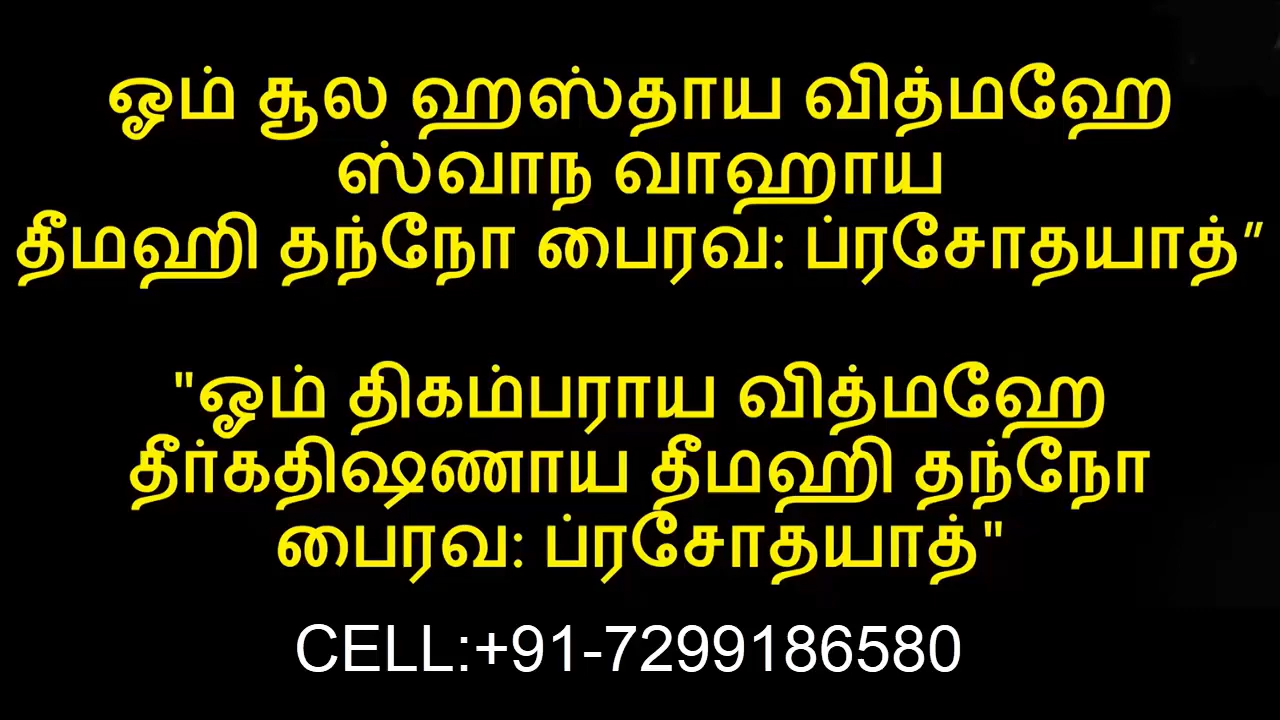 ஓம் சூல ஹஸ்தாய வித்மஹே
ஸ்வாந வாஹாய
தீமஹி தந்நோ பைரவ: ப்ரசோதயாத்”
"ஓம் திகம்பராய வித்மஹே
தீர்கதிஷணாய தீமஹி தந்நோ
பைரவ: ப்ரசோதயாத்"
CELL:+91-7299186580